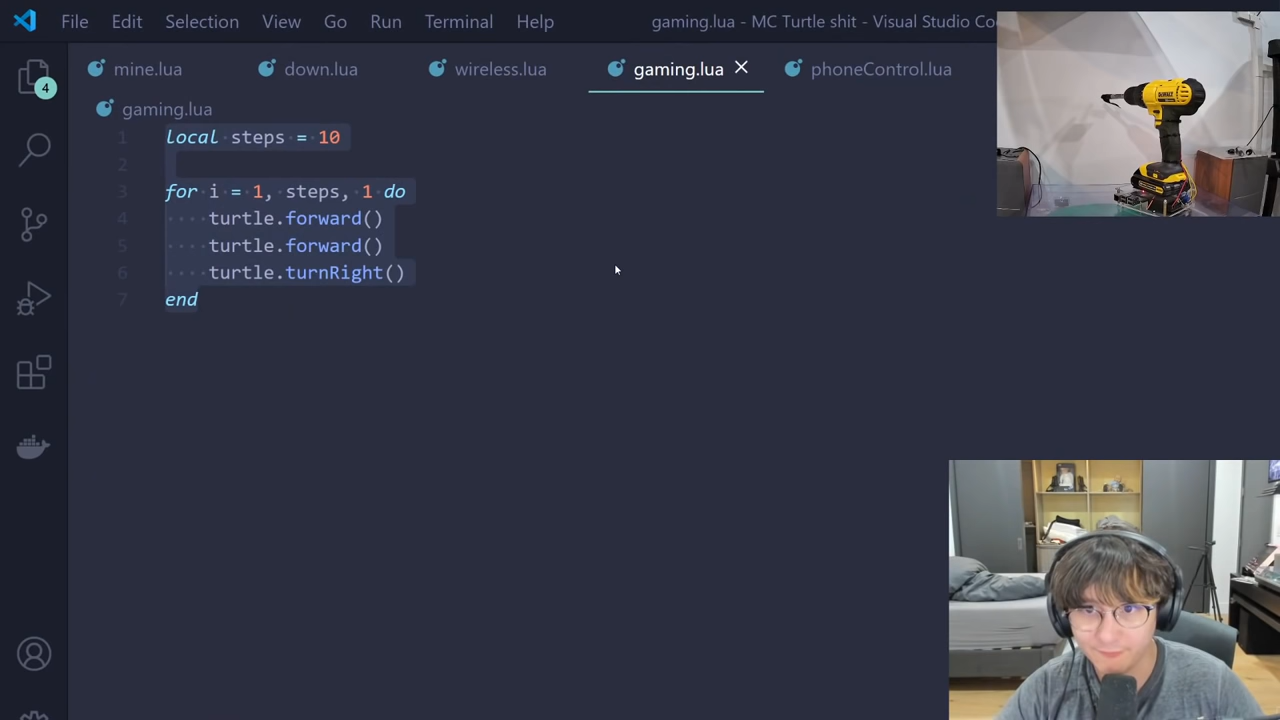 File Edit Selection View Go Run Terminal Help gaming.lua - MC Turtle shit - Visual Studio Co
mine.lua down.lua wireless.lua gaming.lua phoneControl.lua
4
gaming.lua
1 local steps = 10
2
3 for i = 1, steps, 1 do
4 turtle.forward()
5 turtle.forward()
6 turtle.turnRight()
7 end
DEWALT